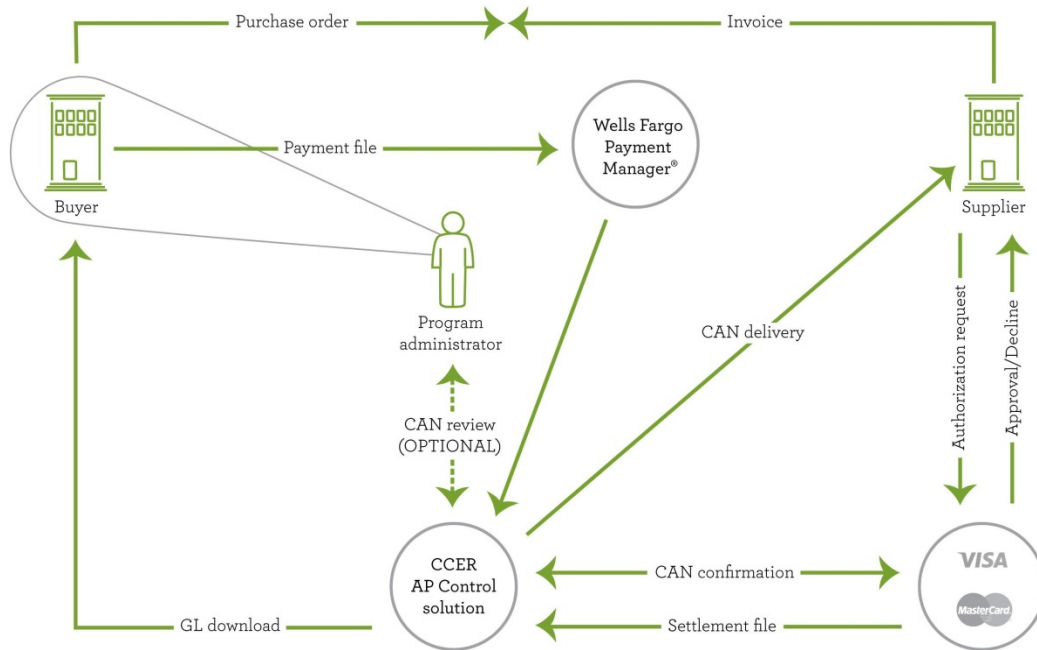 Purchase order
Invoice
Wells Fargo
Payment
Manager®
Payment file
Buyer
Supplier
Program
administrator
CAN delivery
Authorization request
Approval/Decline
CAN review
(OPTIONAL)
CCER
AP Control
solution
CAN confirmation
VISA
MasterCard
GL download
Settlement file